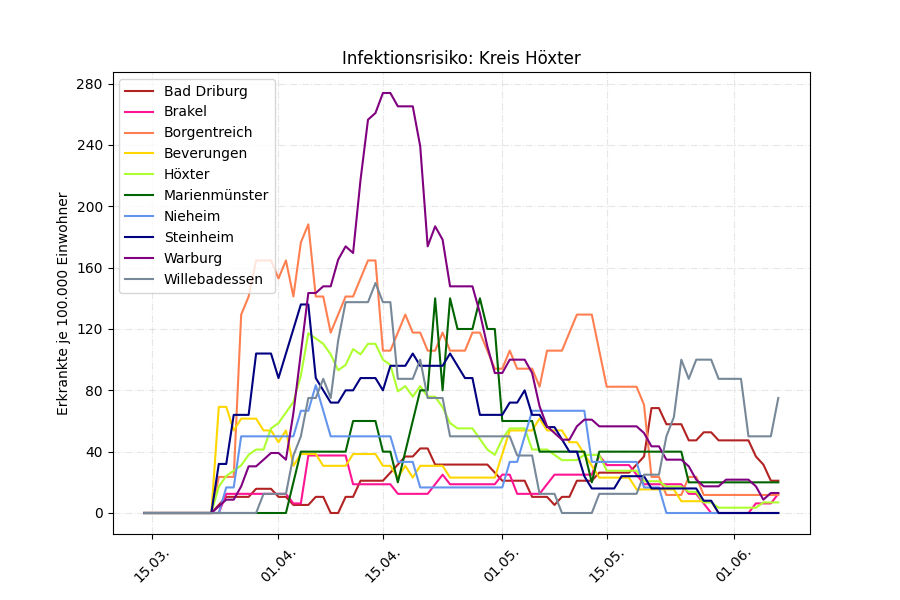 Infektionsrisiko: Kreis Höxter
Erkrankte je 100.000 Einwohner
280
240
200
160
120
80
40
0
Bad Driburg
Brakel
Borgentreich
Beverungen
Höxter
Marienmünster
Nieheim
Steinheim
Warburg
Willebadessen
15.03.
01.04.
15.04.
01.05.
15.05.
01.06.